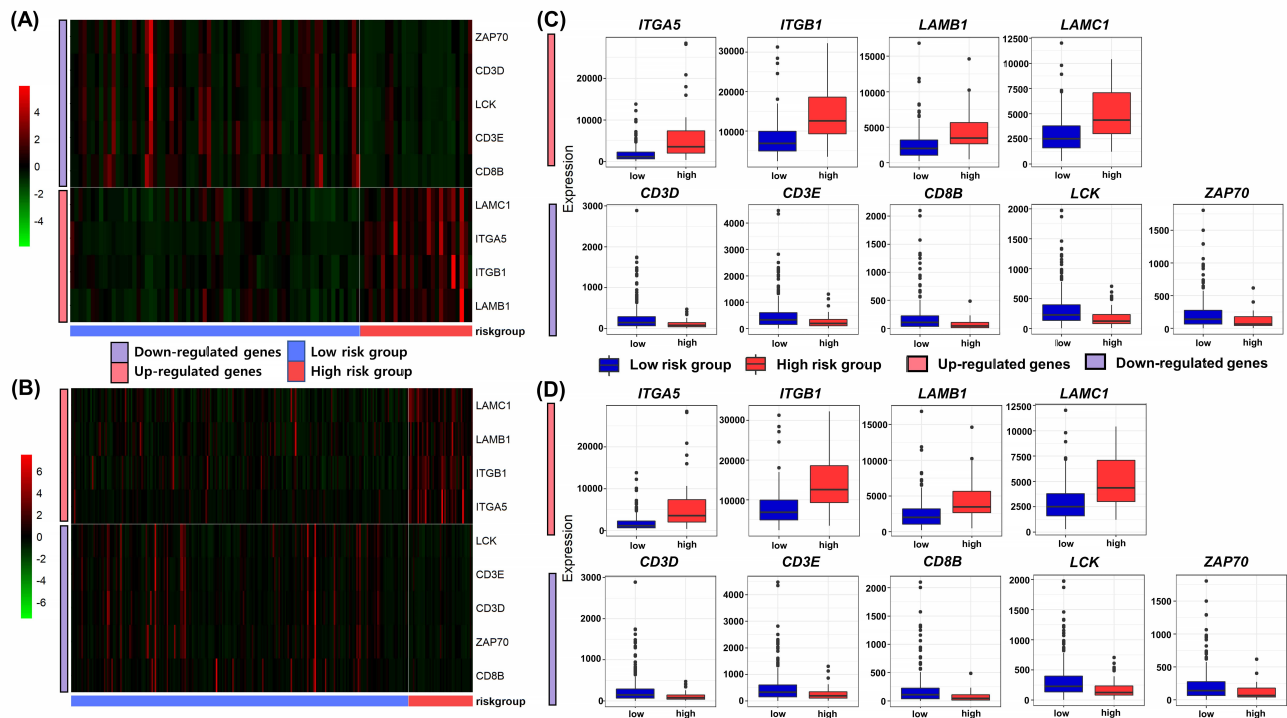 (A)
ZAP70
CD3D
LCK
CD3E
CD8B
LAMC1
ITGA5
ITGB1
LAMB1
4
2
0
-2
-4
riskgroup
Down-regulated genes
Low risk group
Up-regulated genes
High risk group
(B)
LAMC1
LAMB1
ITGB1
ITGA5
LCK
CD3E
CD3D
ZAP70
CD8B
6
4
2
0
-2
-4
-6
riskgroup
(C)
Expression
ITGA5
20000
10000
0
low high
ITGB1
30000
20000
10000
low high
LAMB1
15000
10000
5000
0
low high
LAMC1
12500
10000
7500
5000
2500
0
low high
CD3D
3000
2000
1000
0
low high
CD3E
4000
3000
2000
1000
0
low high
CD8B
2000
1500
1000
500
0
low high
LCK
2000
1500
1000
500
0
low high
ZAP70
1500
1000
500
0
low high
Low risk group
High risk group
Up-regulated genes
Down-regulated genes
(D)
Expression
ITGA5
20000
10000
0
low high
ITGB1
30000
20000
10000
low high
LAMB1
15000
10000
5000
0
low high
LAMC1
12500
10000
7500
5000
2500
0
low high
CD3D
3000
2000
1000
0
low high
CD3E
4000
3000
2000
1000
0
low high
CD8B
2000
1500
1000
500
0
low high
LCK
2000
1500
1000
500
0
low high
ZAP70
1500
1000
500
0
low high